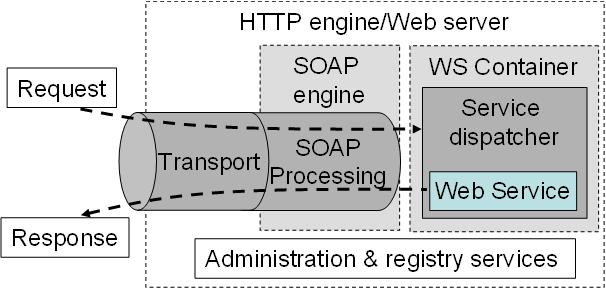 HTTP engine/Web server
SOAP
engine
WS Container
Request
Service
dispatcher
Transport
SOAP
Processing
Web Service
Response
Administration & registry services